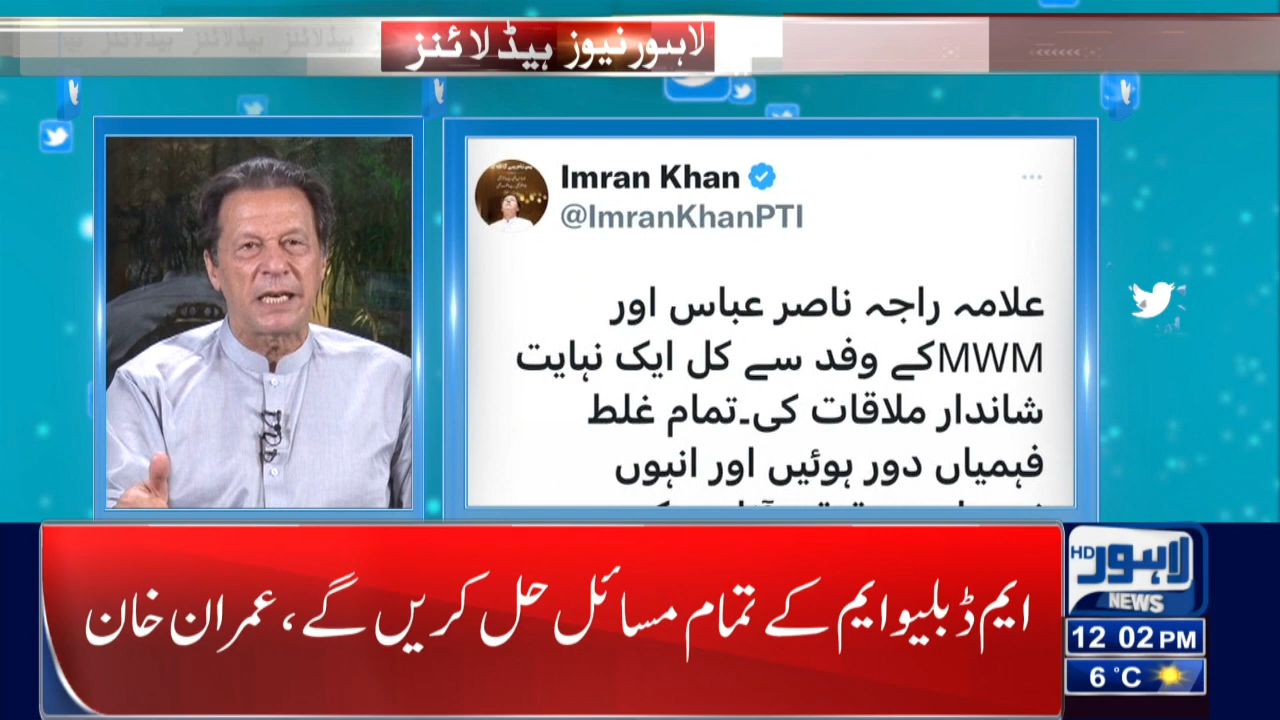 لاہور نیوز ہیڈ لائنز
Imran Khan
@ImranKhanPTI
علامہ راجہ ناصر عباس اور
MWMکے وفد سے کل ایک نہایت
شاندار ملاقات کی۔تمام غلط
فہمیاں دور ہوئیں اور انہوں
ایم ڈبلیو ایم کے تمام مسائل حل کریں گے، عمران خان
لاہور HD
NEWS
12 02 PM
6 °C